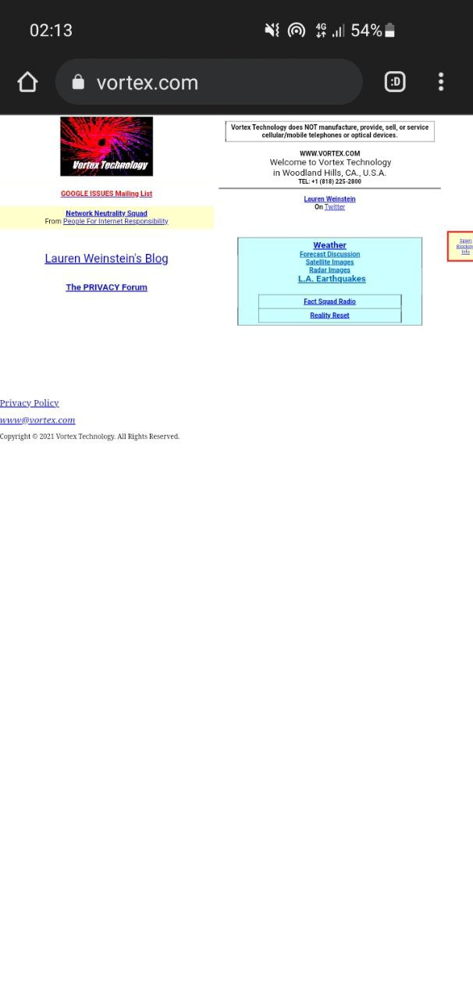 02:13
4G
54%
vortex.com
:D
Vortex Technology
GOOGLE ISSUES Mailing List
Network Neutrality Squad
From People For Internet Responsibility
Lauren Weinstein's Blog
The PRIVACY Forum
Vortex Technology does NOT manufacture, provide, sell, or service
cellular/mobile telephones or optical devices.
WWW.VORTEX.COM
Welcome to Vortex Technology
in Woodland Hills, CA., U.S.A.
TEL: +1 (818) 225-2800
Lauren Weinstein
On Twitter
Weather
Forecast Discussion
Satellite Images
Radar Images
L.A. Earthquakes
Fact Squad Radio
Reality Reset
Spam
Info
Privacy Policy
www@vortex.com
Copyright © 2021 Vortex Technology. All Rights Reserved.